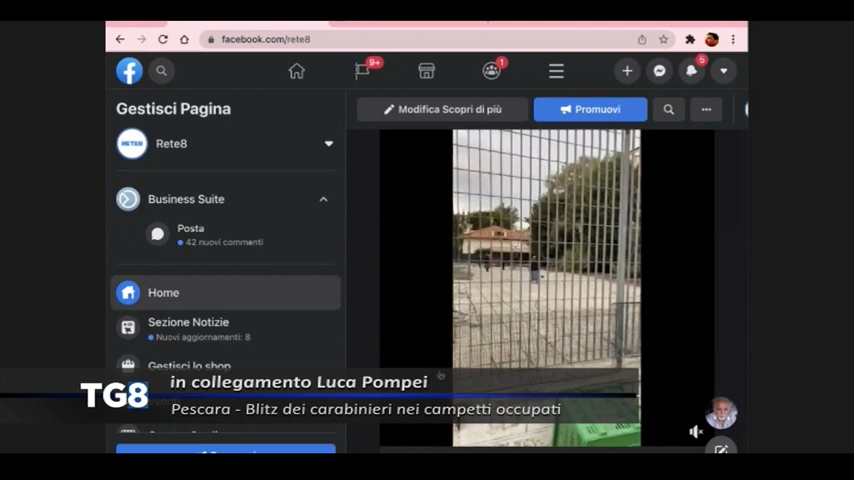 facebook.com/rete8
9+
1
5
Gestisci Pagina
Modifica Scopri di più
Promuovi
RETE8
Rete8
Business Suite
Posta
42 nuovi commenti
Home
Sezione Notizie
Nuovi aggiornamenti: 8
Gestisci lo shop
TG8
in collegamento Luca Pompei
Pescara - Blitz dei carabinieri nei campetti occupati